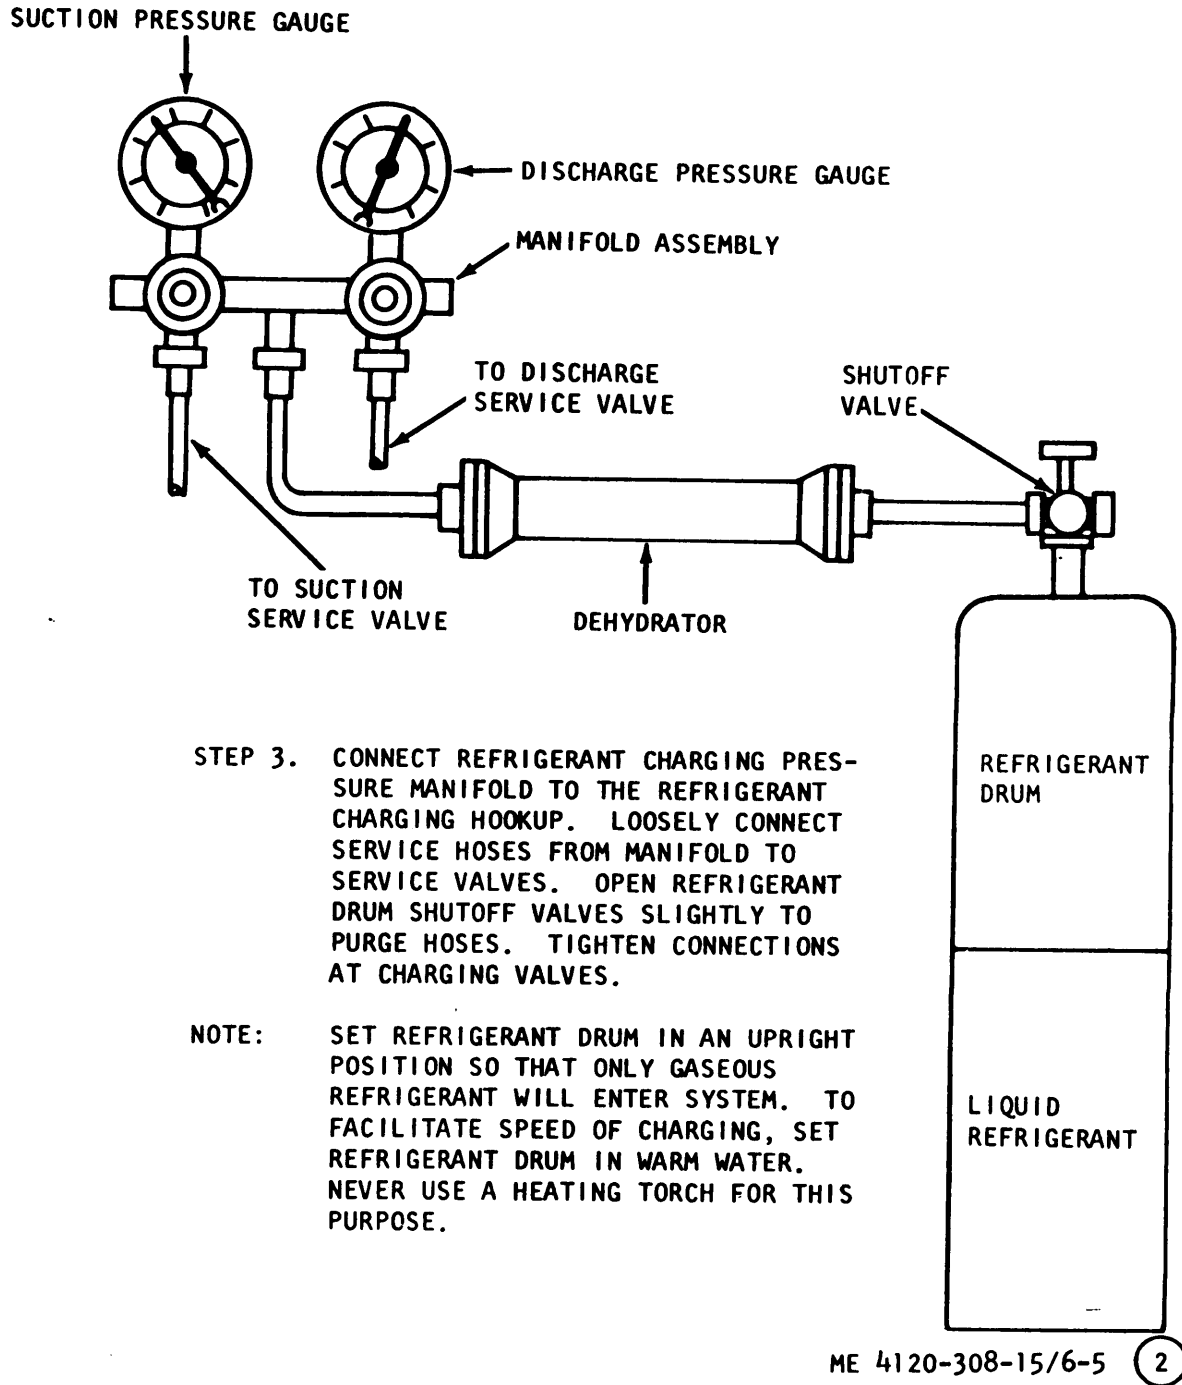 SUCTION PRESSURE GAUGE
DISCHARGE PRESSURE GAUGE
MANIFOLD ASSEMBLY
TO DISCHARGE
SERVICE VALVE
SHUTOFF
VALVE
TO SUCTION
SERVICE VALVE
DEHYDRATOR
STEP 3. CONNECT REFRIGERANT CHARGING PRES-
SURE MANIFOLD TO THE REFRIGERANT
CHARGING HOOKUP. LOOSELY CONNECT
SERVICE HOSES FROM MANIFOLD TO
SERVICE VALVES. OPEN REFRIGERANT
DRUM SHUTOFF VALVES SLIGHTLY TO
PURGE HOSES. TIGHTEN CONNECTIONS
AT CHARGING VALVES.
NOTE: SET REFRIGERANT DRUM IN AN UPRIGHT
POSITION SO THAT ONLY GASEOUS
REFRIGERANT WILL ENTER SYSTEM. TO
FACILITATE SPEED OF CHARGING, SET
REFRIGERANT DRUM IN WARM WATER.
NEVER USE A HEATING TORCH FOR THIS
PURPOSE.
REFRIGERANT
DRUM
LIQUID
REFRIGERANT
ME 4120-308-15/6-5 2